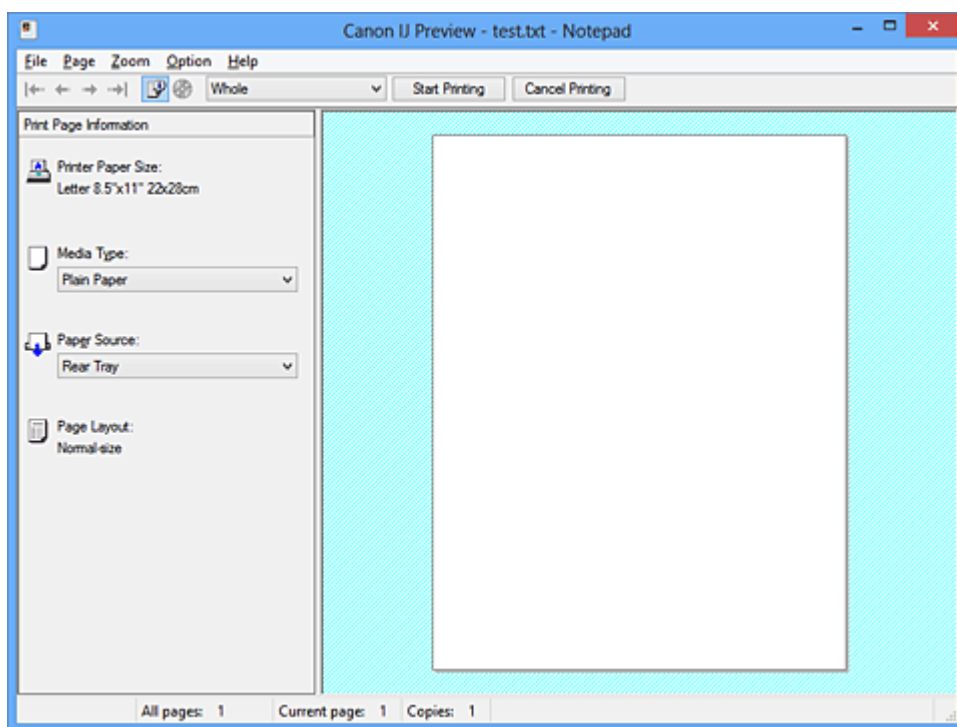 Canon IJ Preview - test.txt - Notepad
File Page Zoom Option Help
Whole Start Printing Cancel Printing
Print Page Information
Printer Paper Size:
Letter 8.5"x11" 22x28cm
Media Type:
Plain Paper
Paper Source:
Rear Tray
Page Layout:
Normal-size
All pages: 1 Current page: 1 Copies: 1